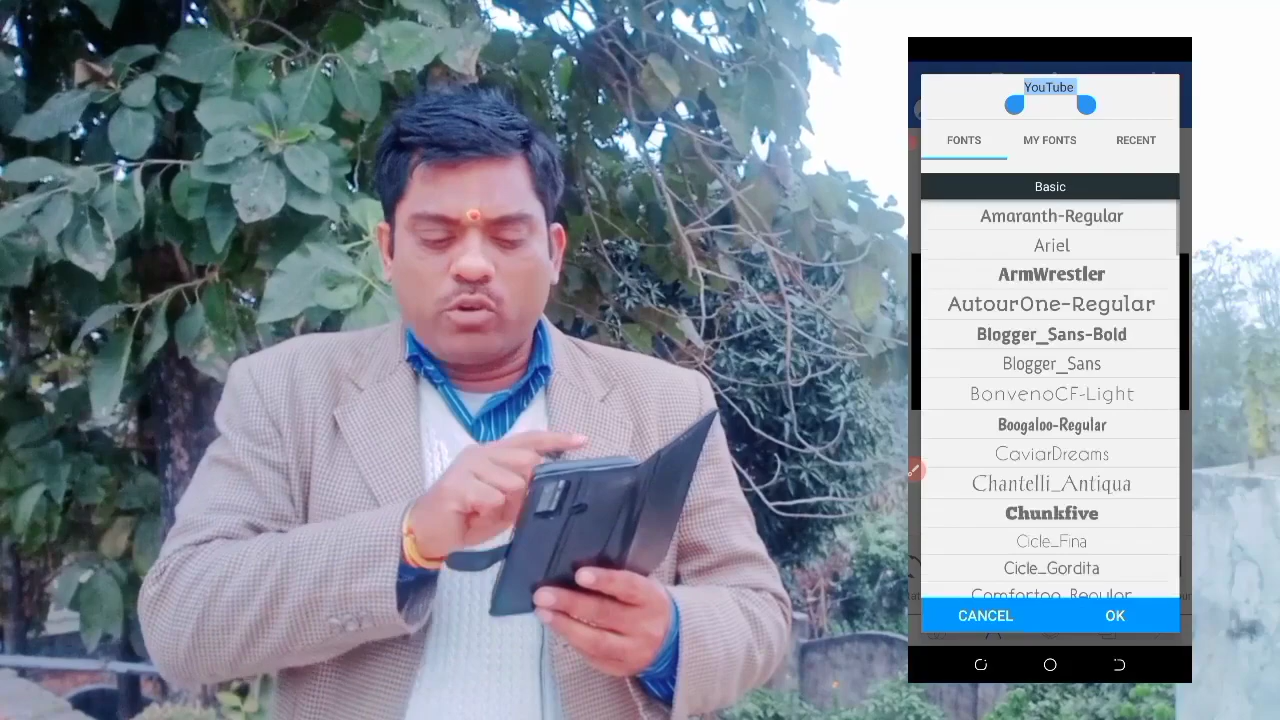 YouTube
FONTS MY FONTS RECENT
Basic
Amaranth-Regular
Ariel
ArmWrestler
AutourOne-Regular
Blogger_Sans-Bold
Blogger_Sans
BonvenoCF-Light
Boogaloo-Regular
CaviarDreams
Chantelli_Antiqua
Chunkfive
Cicle_Fina
Cicle_Gordita
Comfortaa_Regular
CANCEL OK